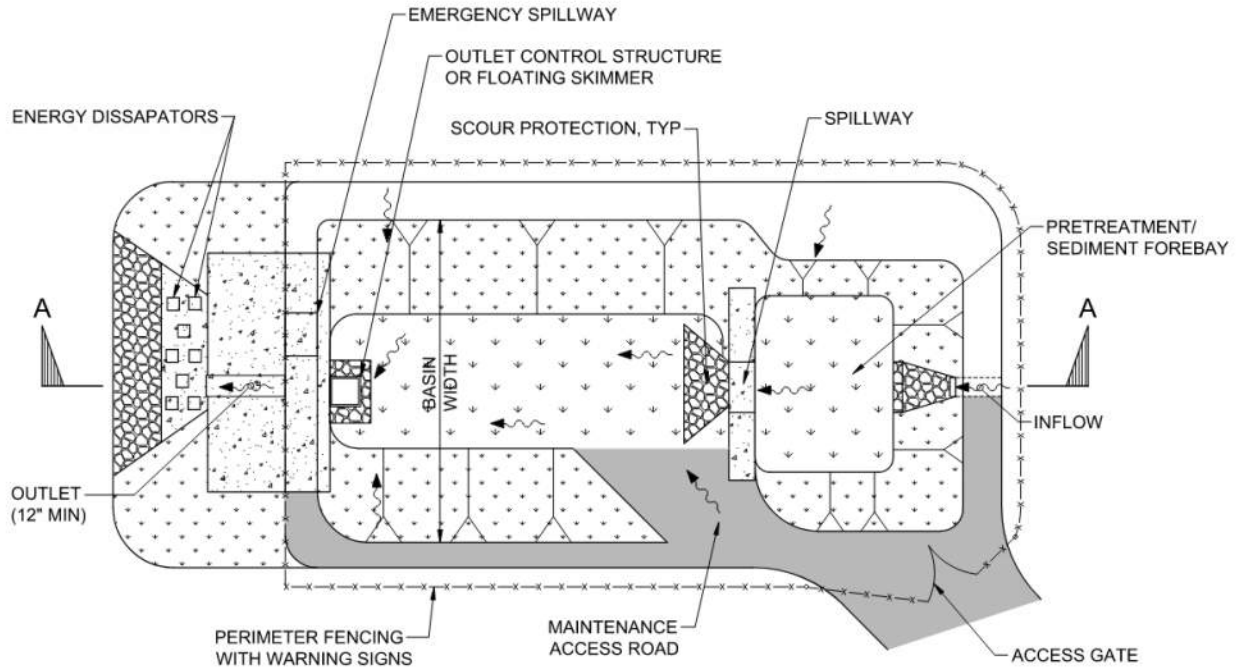 EMERGENCY SPILLWAY
OUTLET CONTROL STRUCTURE
OR FLOATING SKIMMER
ENERGY DISSAPATORS
SCOUR PROTECTION, TYP
SPILLWAY
PRETREATMENT/
SEDIMENT FOREBAY
A
A
BASIN
WIDTH
INFLOW
OUTLET
(12" MIN)
PERIMETER FENCING
WITH WARNING SIGNS
MAINTENANCE
ACCESS ROAD
ACCESS GATE